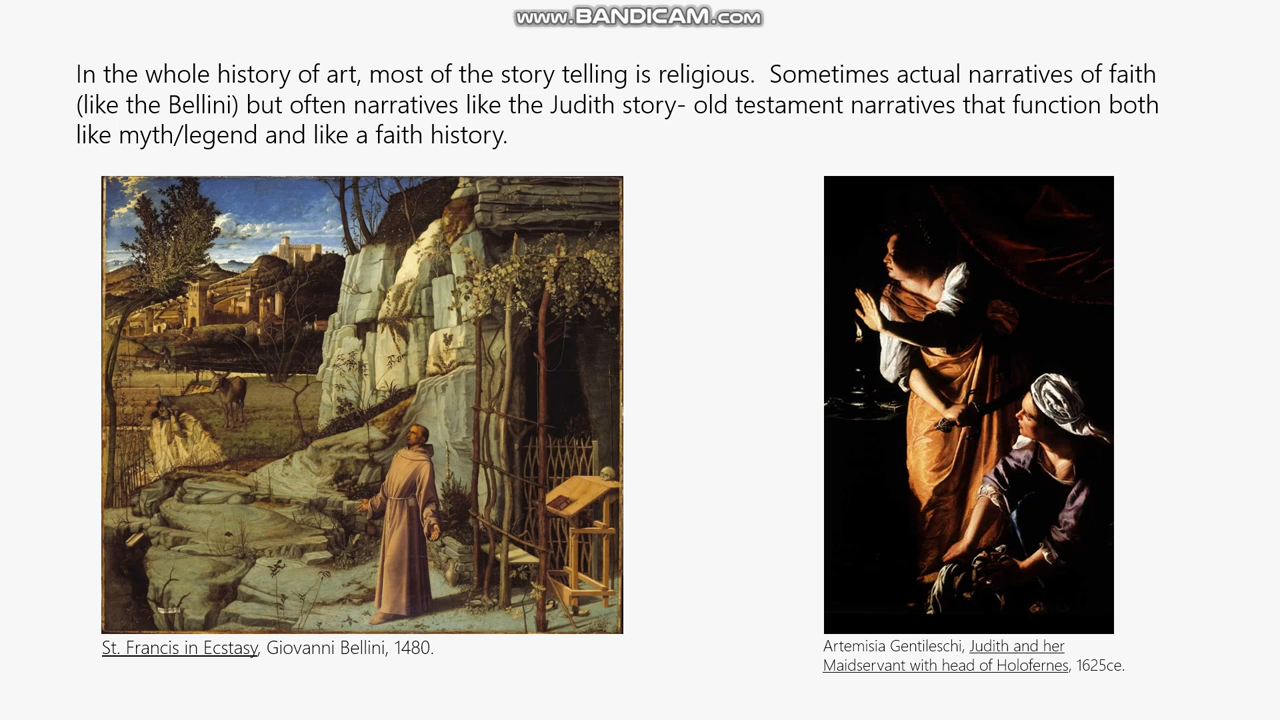 www.BANDICAM.com
In the whole history of art, most of the story telling is religious.  Sometimes actual narratives of faith
(like the Bellini) but often narratives like the Judith story- old testament narratives that function both
like myth/legend and like a faith history.
St. Francis in Ecstasy, Giovanni Bellini, 1480.
Artemisia Gentileschi, Judith and her
Maidservant with head of Holofernes, 1625ce.